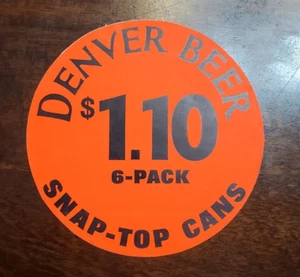 DENVER BEER
$1.10
6-PACK
SNAP-TOP CANS